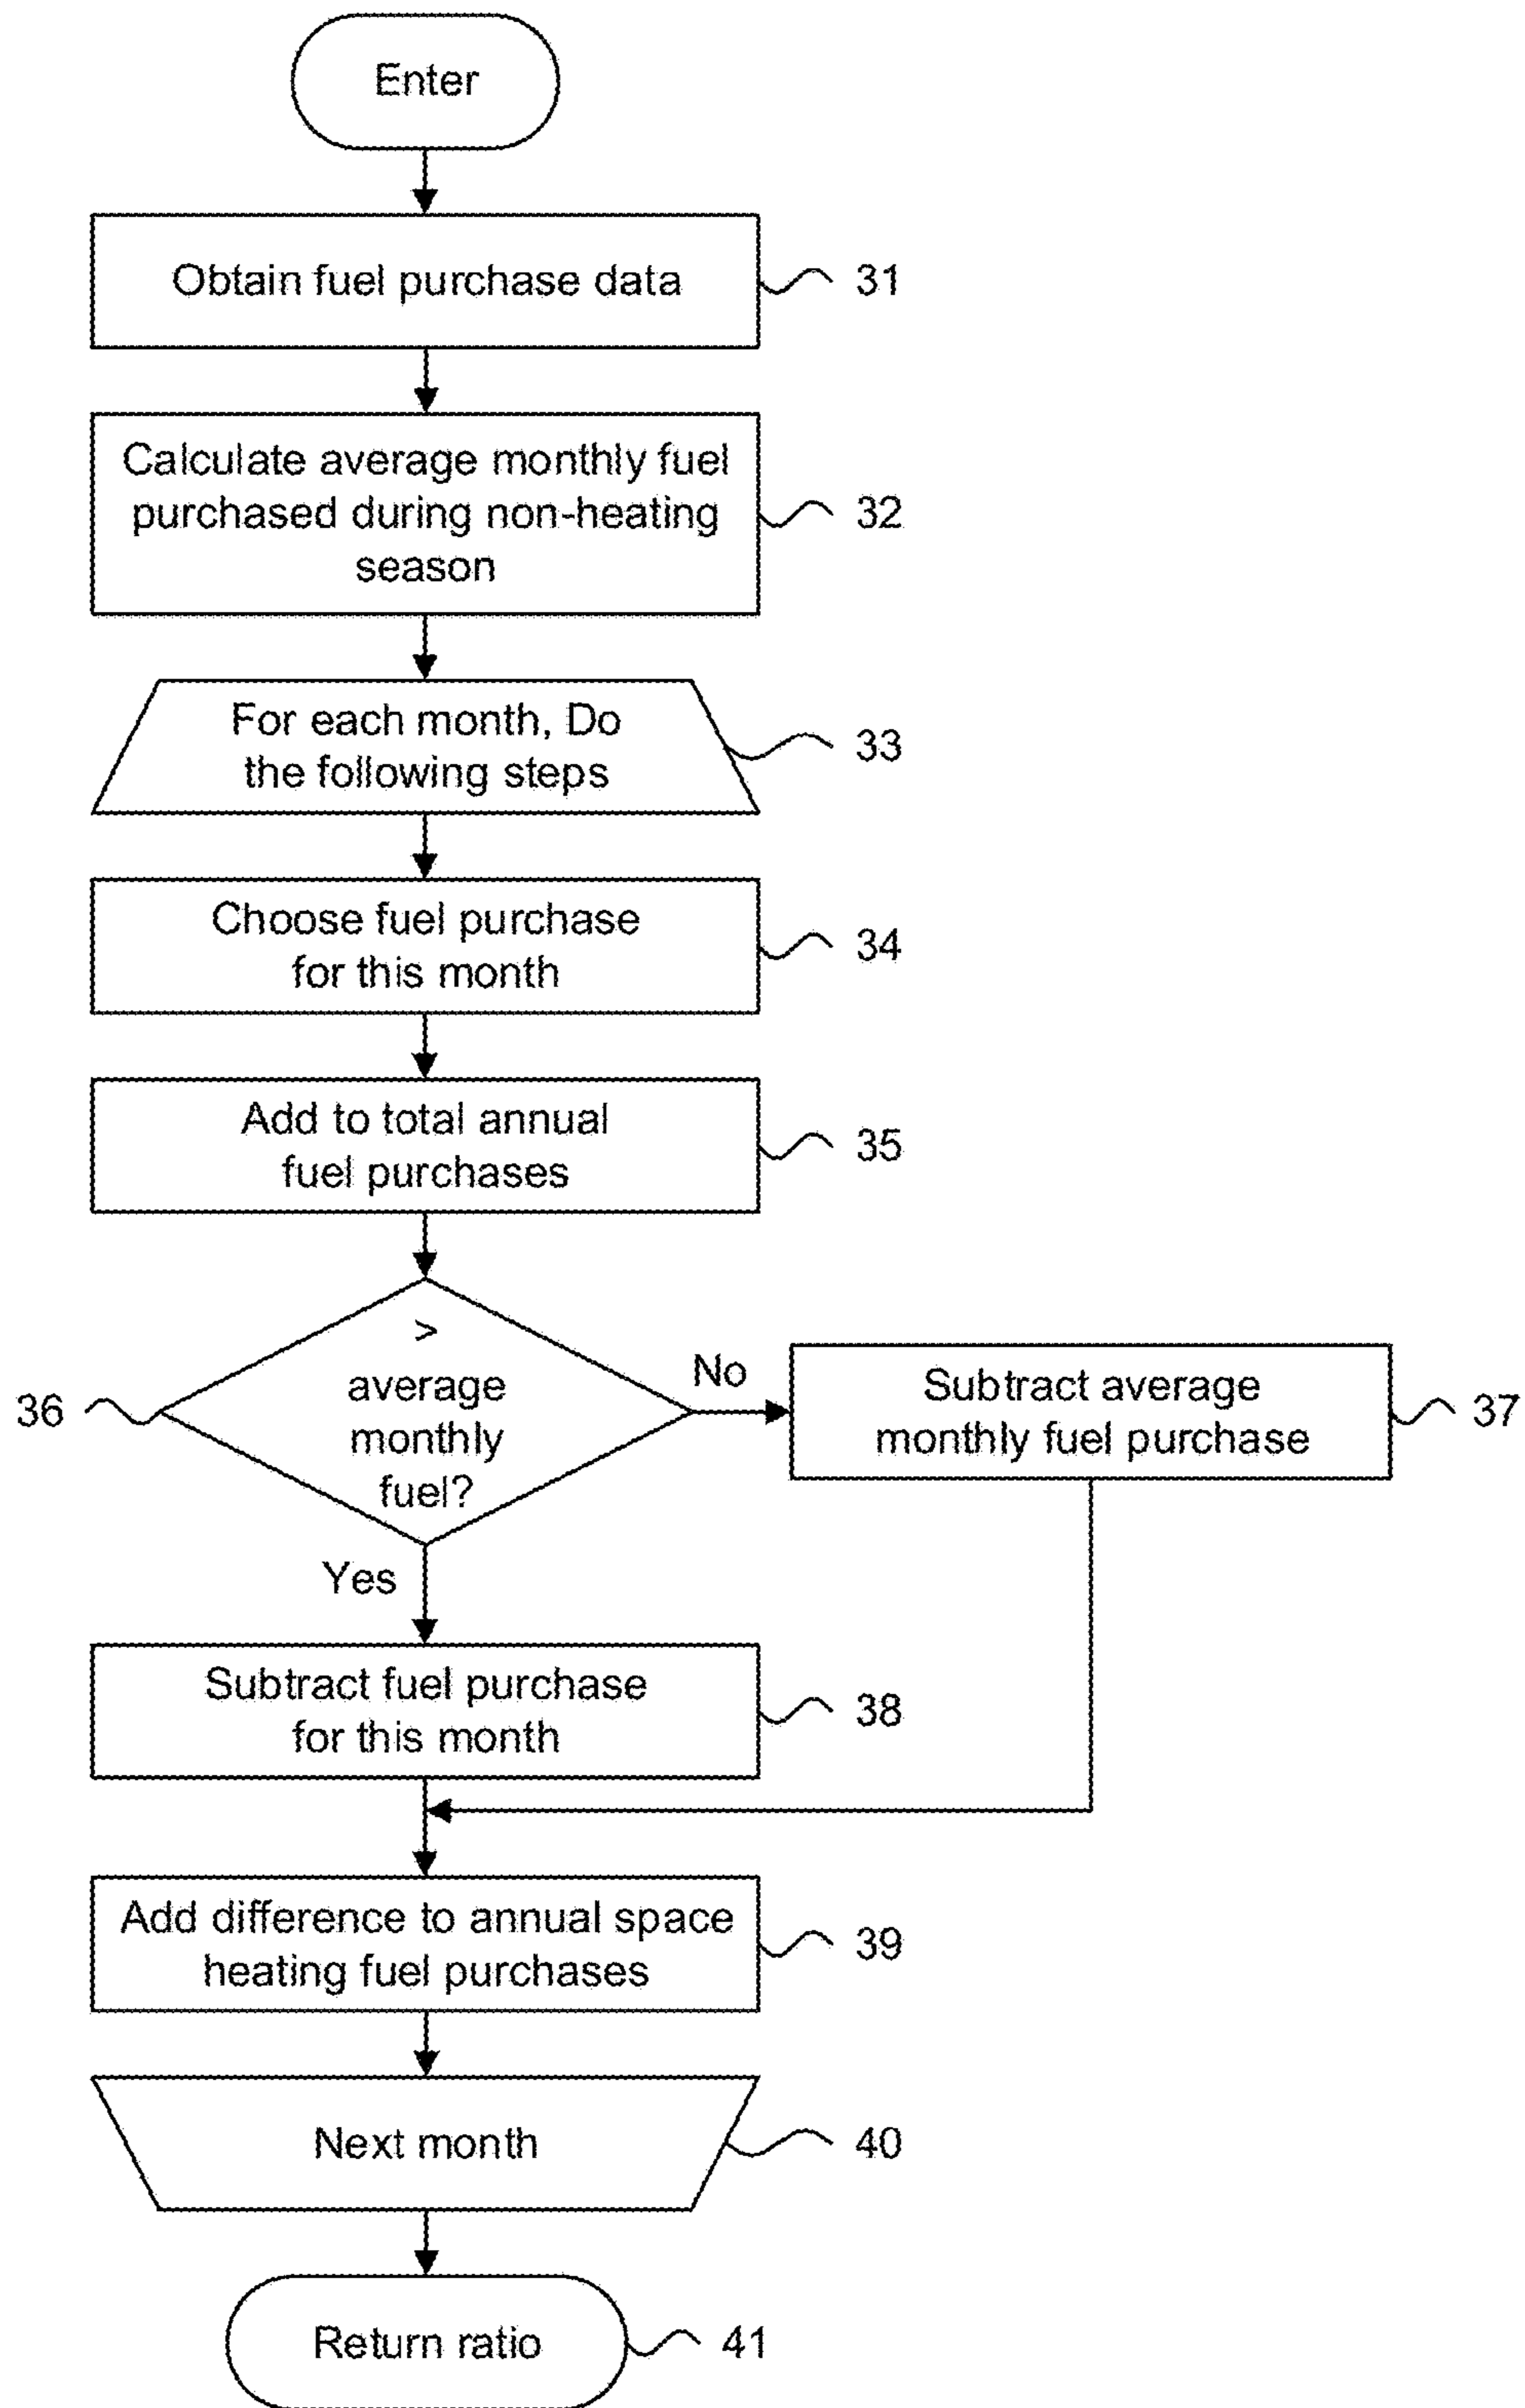 Enter
Obtain fuel purchase data
31
Calculate average monthly fuel
purchased during non-heating
season
32
For each month, Do
the following steps
33
Choose fuel purchase
for this month
34
Add to total annual
fuel purchases
35
>
average
monthly
fuel?
36
No
Subtract average
monthly fuel purchase
37
Yes
Subtract fuel purchase
for this month
38
Add difference to annual space
heating fuel purchases
39
Next month
40
Return ratio
41